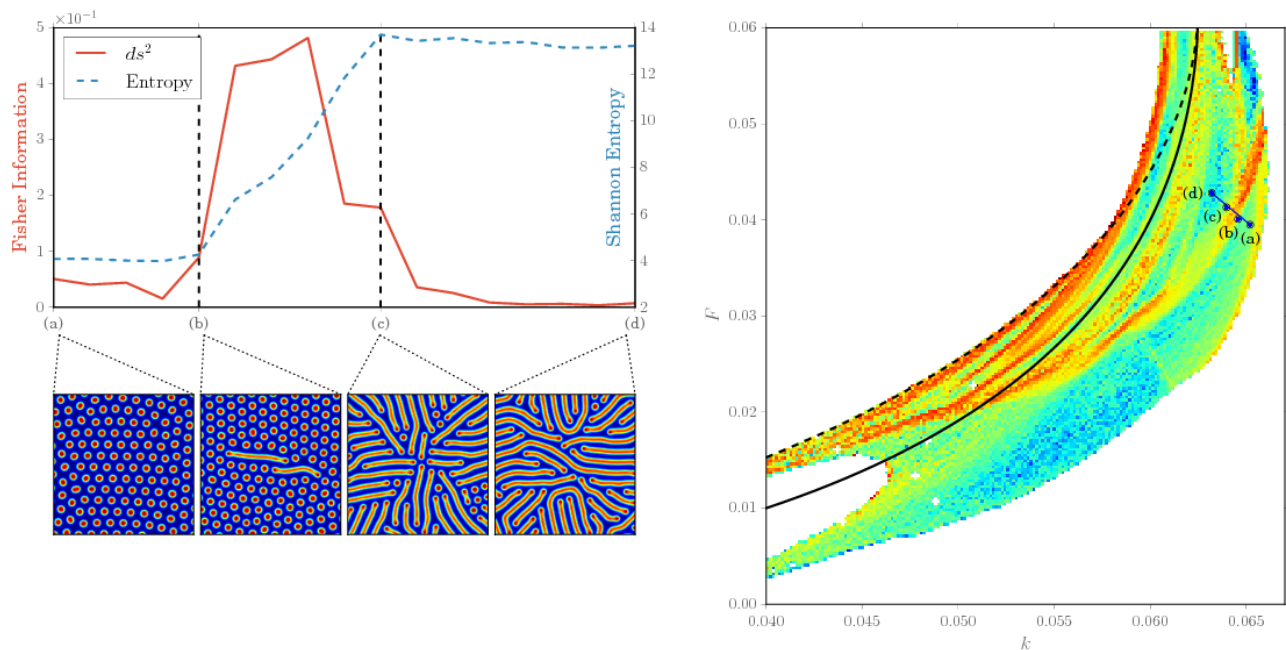 ×10⁻¹
5
4
3
2
1
0
Fisher Information
ds²
Entropy
14
12
10
8
6
4
2
Shannon Entropy
(a)
(b)
(c)
(d)
0.06
0.05
0.04
0.03
0.02
0.01
0.00
F
(d)
(c)
(b)
(a)
0.040
0.045
0.050
0.055
0.060
0.065
k